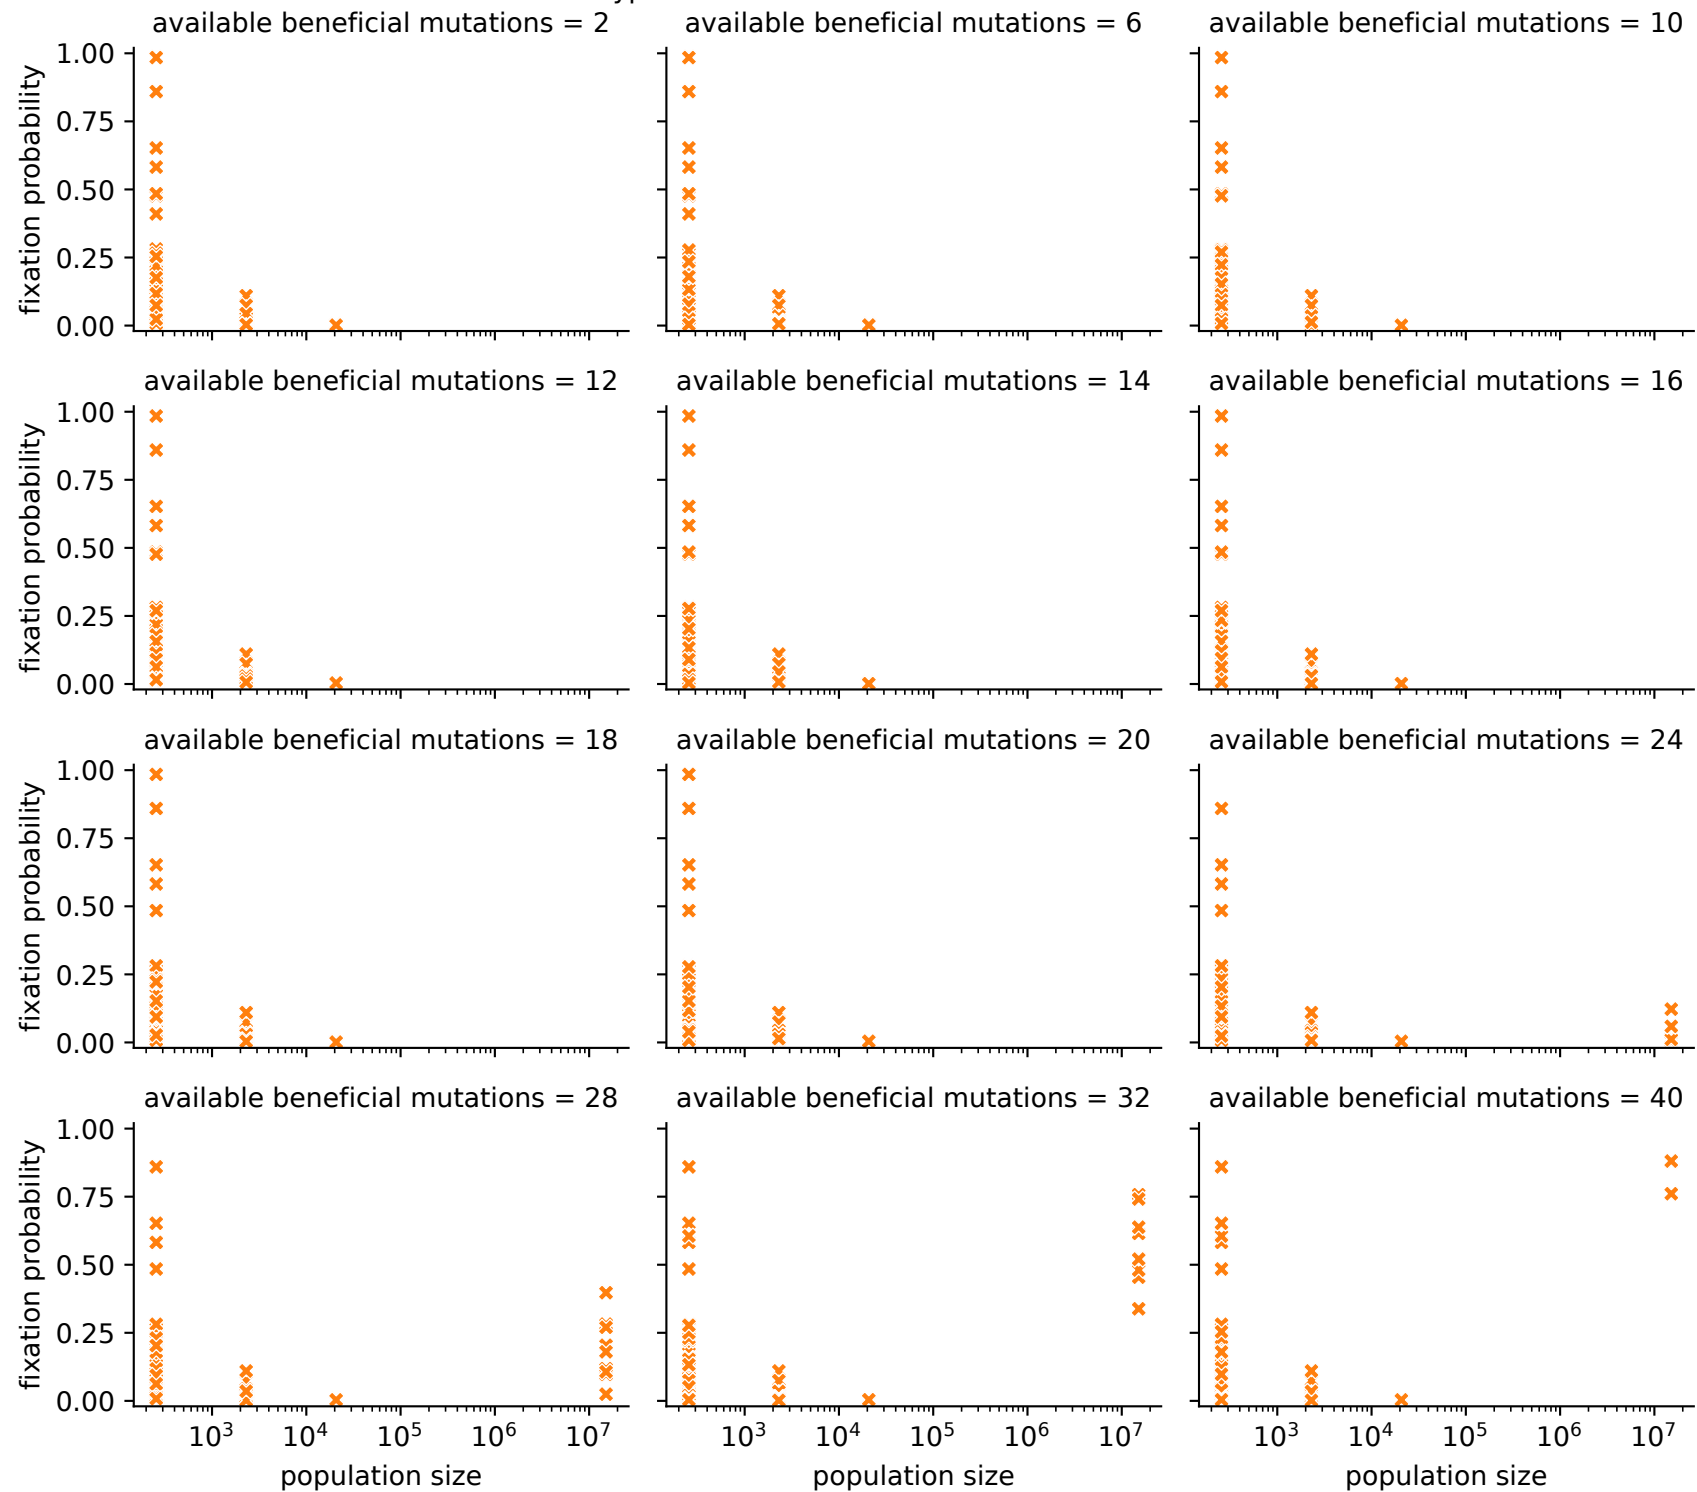 available beneficial mutations = 2
available beneficial mutations = 6
available beneficial mutations = 10
1.00
0.75
0.50
0.25
0.00
fixation probability
available beneficial mutations = 12
available beneficial mutations = 14
available beneficial mutations = 16
1.00
0.75
0.50
0.25
0.00
fixation probability
available beneficial mutations = 18
available beneficial mutations = 20
available beneficial mutations = 24
1.00
0.75
0.50
0.25
0.00
fixation probability
available beneficial mutations = 28
available beneficial mutations = 32
available beneficial mutations = 40
1.00
0.75
0.50
0.25
0.00
fixation probability
10³ 10⁴ 10⁵ 10⁶ 10⁷
10³ 10⁴ 10⁵ 10⁶ 10⁷
10³ 10⁴ 10⁵ 10⁶ 10⁷
population size
population size
population size